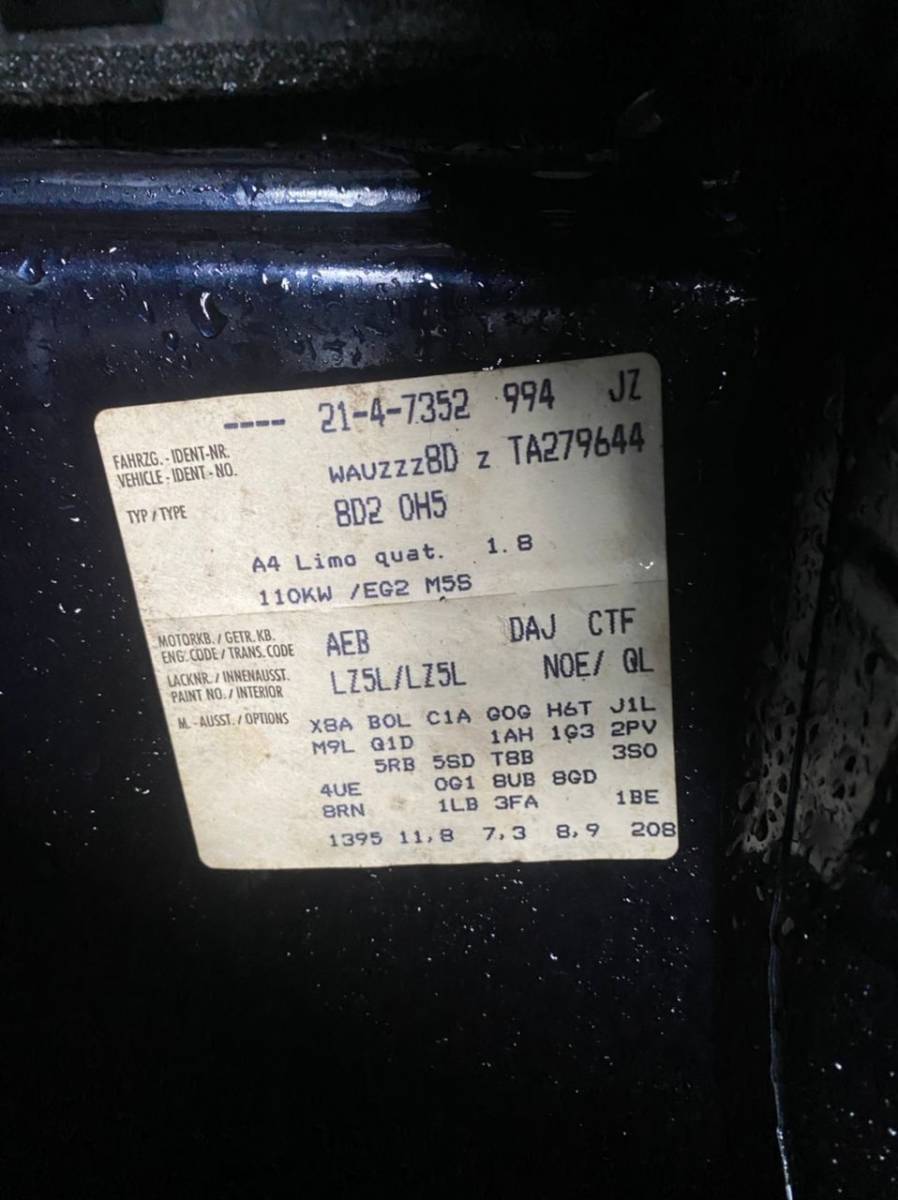 ---- 21-4-7352 994 JZ
FAHRZG.-IDENT-NR.
VEHICLE-IDENT-NO. WAUZZZ8D Z TA279644
TYP/TYPE 8D2 0H5
A4 Limo quat. 1.8
110KW /EG2 M5S
MOTORKB./GETR.KB.
ENG.CODE/TRANS.CODE AEB DAJ CTF
LACKNR./INNENAUSST.
PAINT NO./INTERIOR LZ5L/LZ5L N0E/ QL
M.-AUSST./OPTIONS X8A B0L C1A G0G H6T J1L
M9L Q1D 1AH 1G3 2PV
5RB 5SD T8B 3S0
4UE 0G1 8UB 8GD
8RN 1LB 3FA 1BE
1395 11,8 7,3 8,9 208